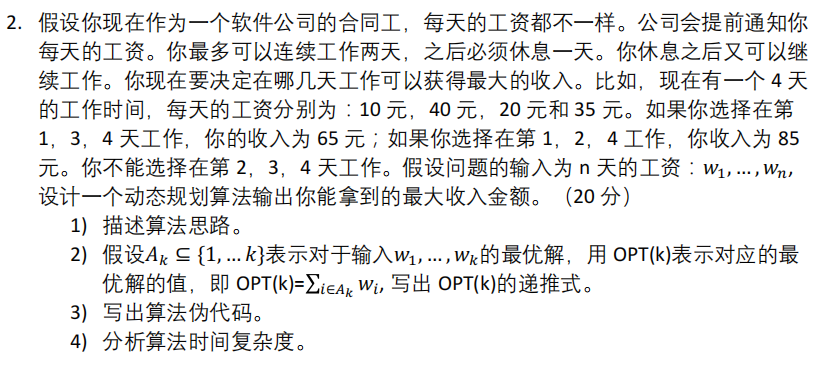 2. 假设你现在作为一个软件公司的合同工，每天的工资都不一样。公司会提前通知你
每天的工资。你最多可以连续工作两天，之后必须休息一天。你休息之后又可以继
续工作。你现在要决定在哪几天工作可以获得最大的收入。比如，现在有一个 4 天
的工作时间，每天的工资分别为：10 元，40 元，20 元和 35 元。如果你选择在第
1，3，4 天工作，你的收入为 65 元；如果你选择在第 1，2，4 工作，你收入为 85
元。你不能选择在第 2，3，4 天工作。假设问题的输入为 n 天的工资：w₁, … , wₙ,
设计一个动态规划算法输出你能拿到的最大收入金额。（20 分）
1) 描述算法思路。
2) 假设Aₖ ⊆ {1, … k}表示对于输入w₁, … , wₖ的最优解，用 OPT(k)表示对应的最
优解的值，即 OPT(k)=∑ᵢ∈Aₖ wᵢ, 写出 OPT(k)的递推式。
3) 写出算法伪代码。
4) 分析算法时间复杂度。